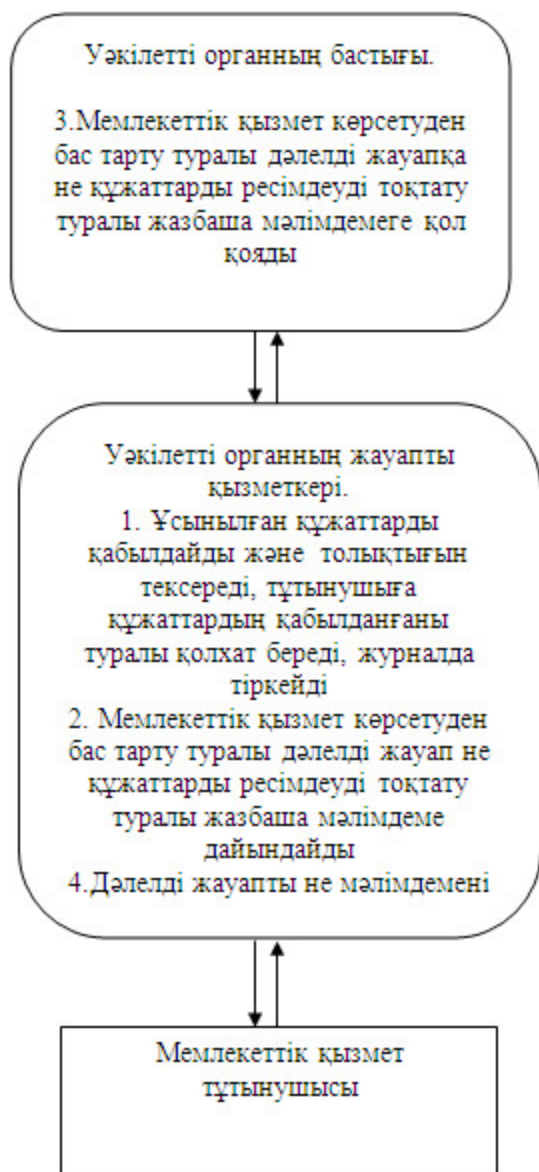 Уәкілетті органның бастығы.
3.Мемлекеттік қызмет көрсетуден
бас тарту туралы дәлелді жауапқа
не құжаттарды ресімдеуді тоқтату
туралы жазбаша мәлімдемеге қол
қояды
Уәкілетті органның жауапты
қызметкері.
1. Ұсынылған құжаттарды
қабылдайды және толықтығын
тексереді, тұтынушыға
құжаттардың қабылданғаны
туралы қолхат береді, журналда
тіркейді
2. Мемлекеттік қызмет көрсетуден
бас тарту туралы дәлелді жауап не
құжаттарды ресімдеуді тоқтату
туралы жазбаша мәлімдеме
дайындайды
4.Дәлелді жауапты не мәлімдемені
Мемлекеттік қызмет
тұтынушысы